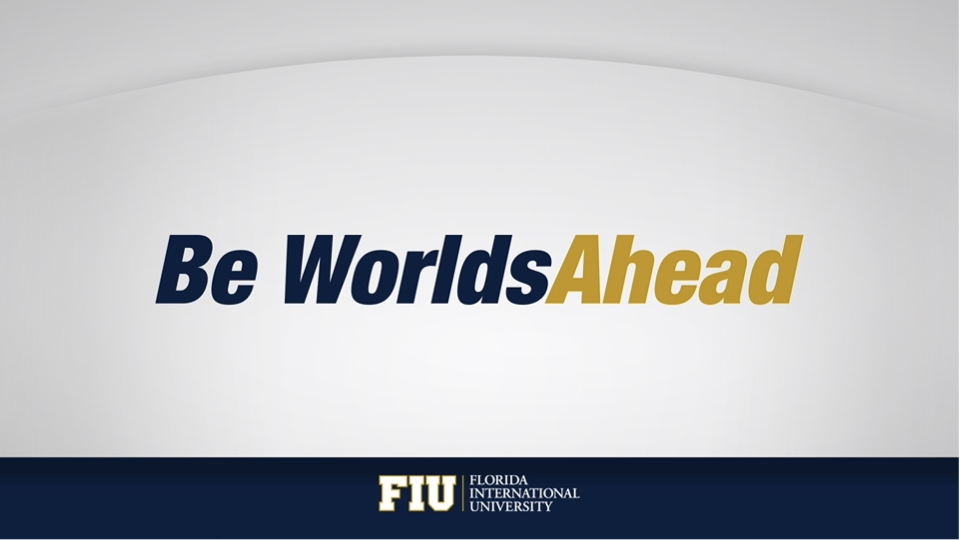 Be WorldsAhead
FIU
FLORIDA
INTERNATIONAL
UNIVERSITY